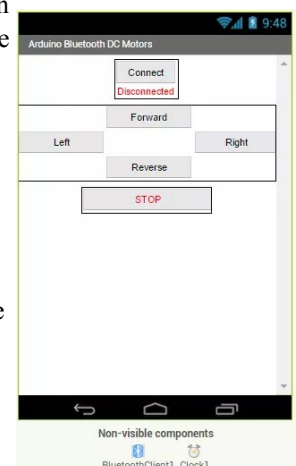 9:48
Arduino Bluetooth DC Motors
Connect
Disconnected
Forward
Left Right
Reverse
STOP
Non-visible components
BluetoothClient1 Clock1